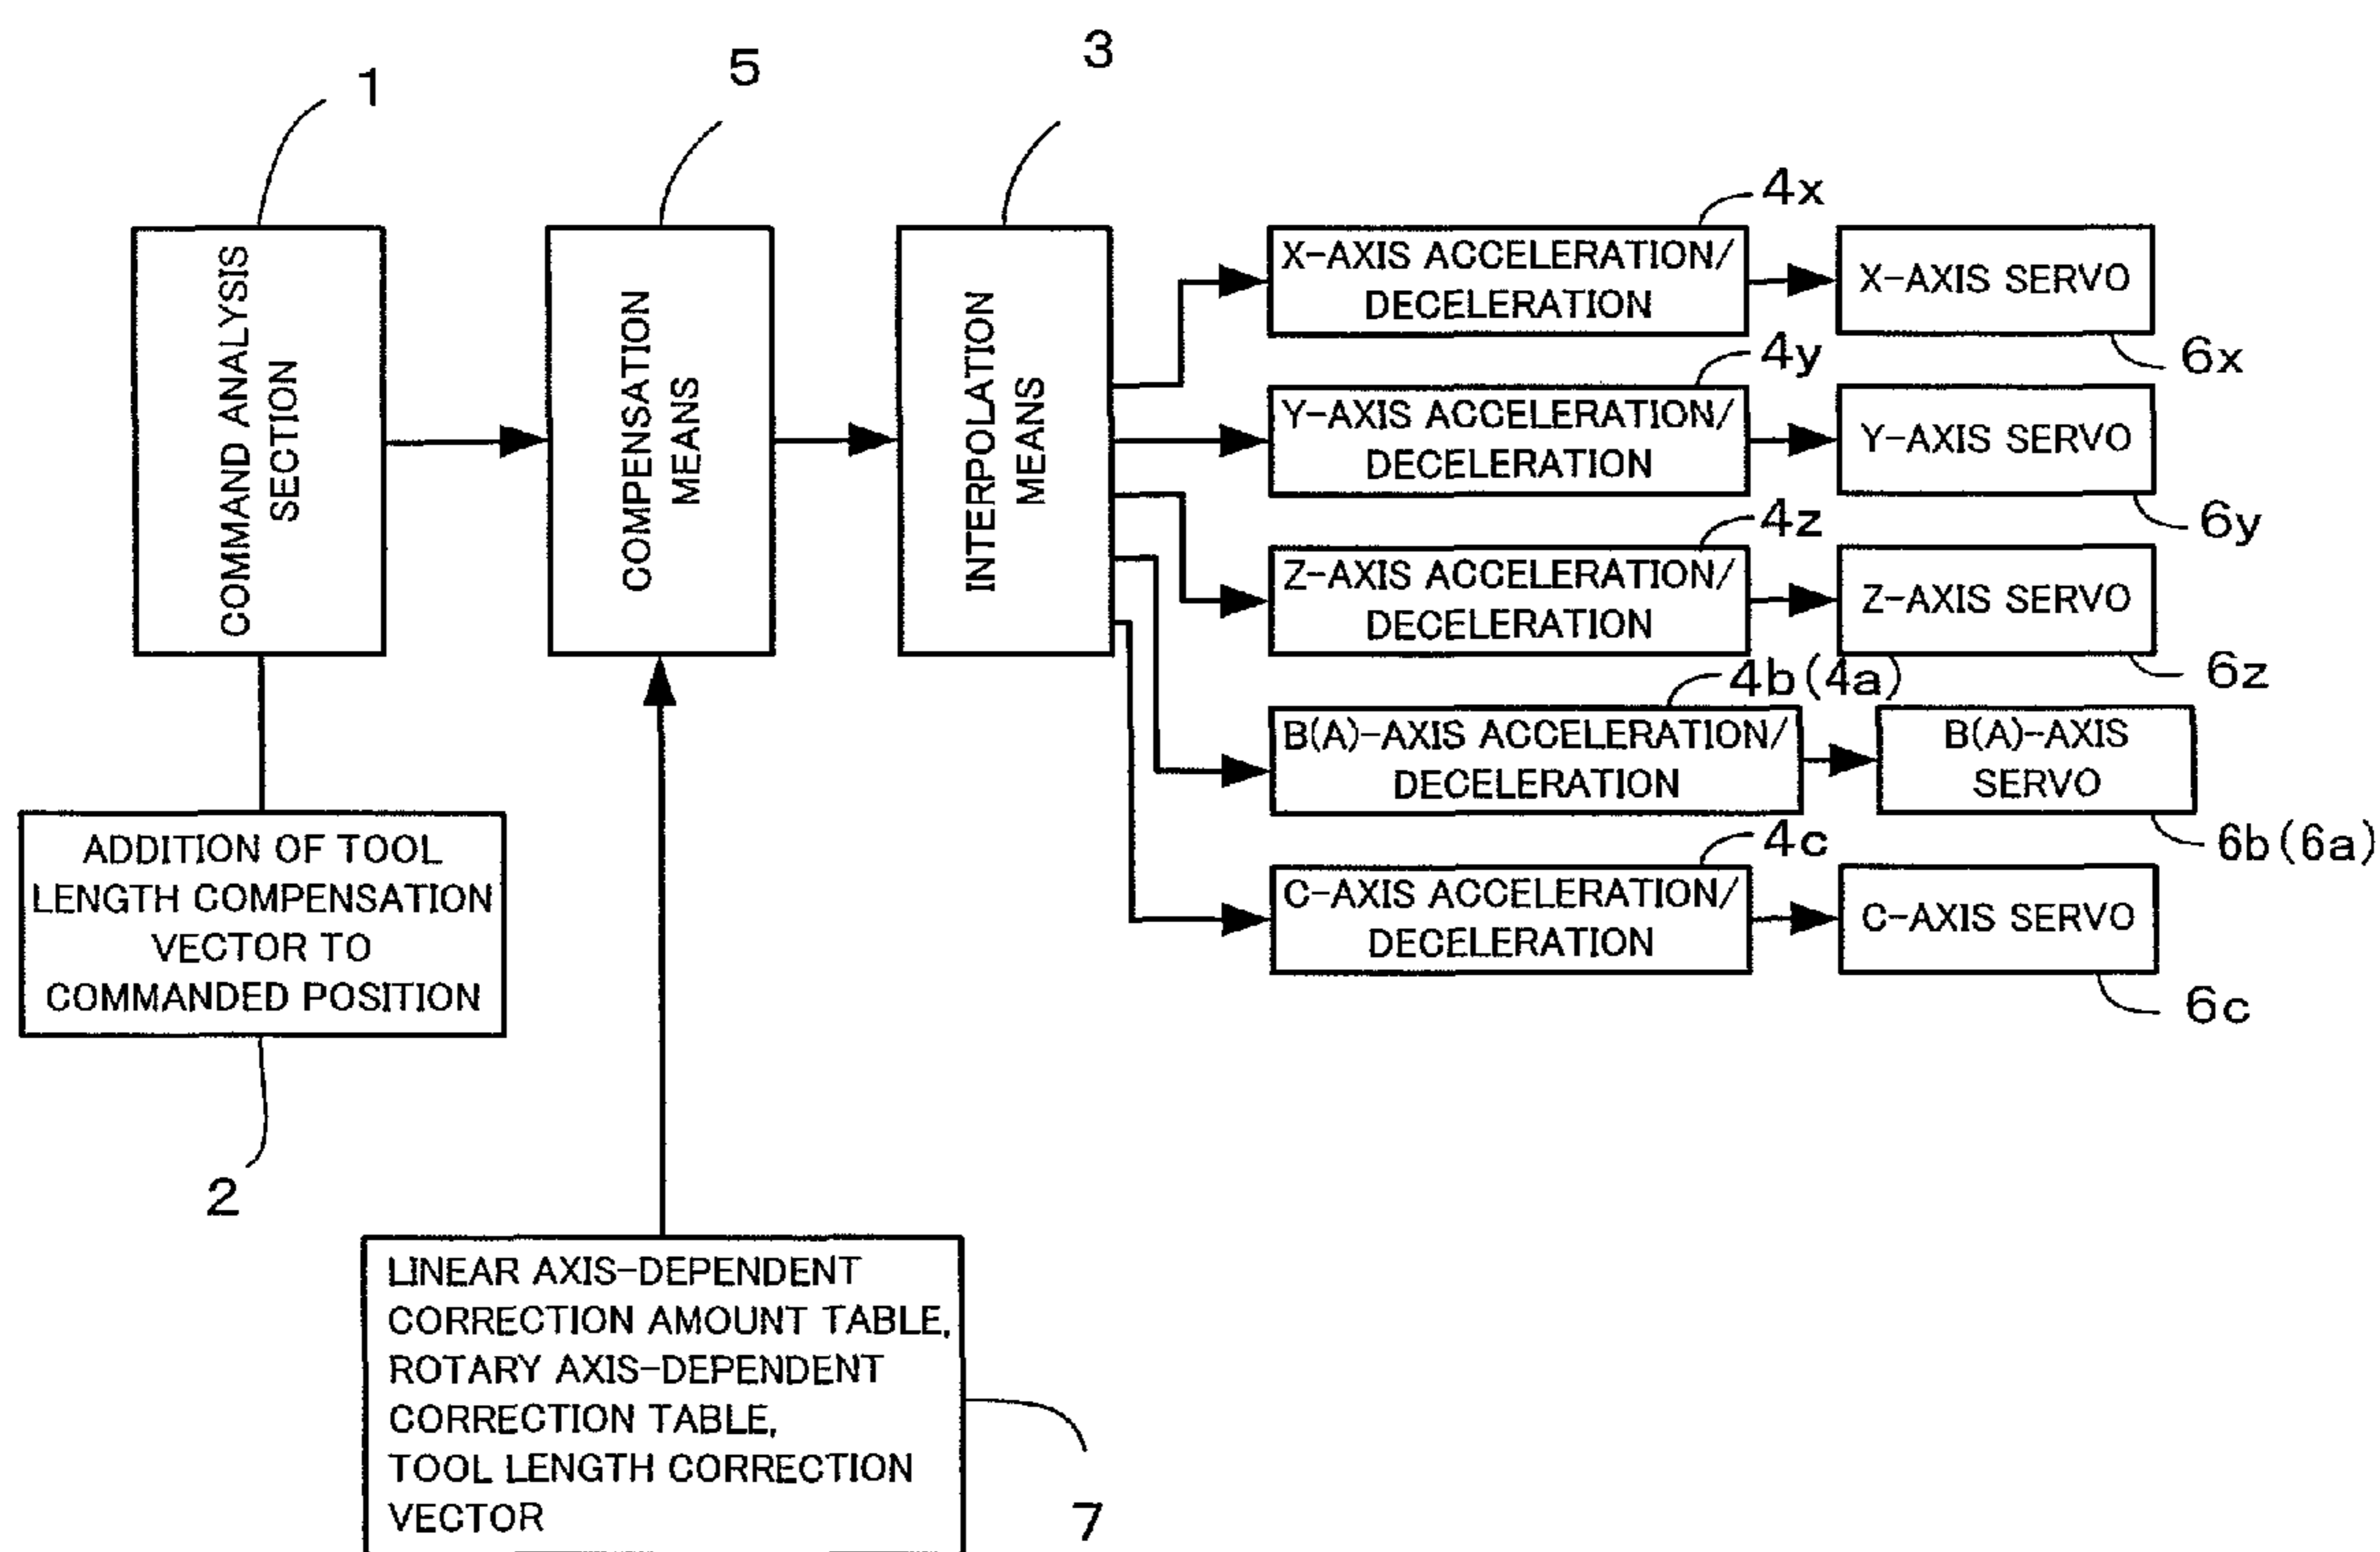 1
5
3
COMMAND ANALYSIS
SECTION
COMPENSATION
MEANS
INTERPOLATION
MEANS
4x
X-AXIS ACCELERATION/
DECELERATION
X-AXIS SERVO
6x
4y
Y-AXIS ACCELERATION/
DECELERATION
Y-AXIS SERVO
6y
4z
Z-AXIS ACCELERATION/
DECELERATION
Z-AXIS SERVO
6z
4b(4a)
B(A)-AXIS ACCELERATION/
DECELERATION
B(A)-AXIS
SERVO
6b(6a)
4c
C-AXIS ACCELERATION/
DECELERATION
C-AXIS SERVO
6c
ADDITION OF TOOL
LENGTH COMPENSATION
VECTOR TO
COMMANDED POSITION
2
LINEAR AXIS-DEPENDENT
CORRECTION AMOUNT TABLE,
ROTARY AXIS-DEPENDENT
CORRECTION TABLE,
TOOL LENGTH CORRECTION
VECTOR
7